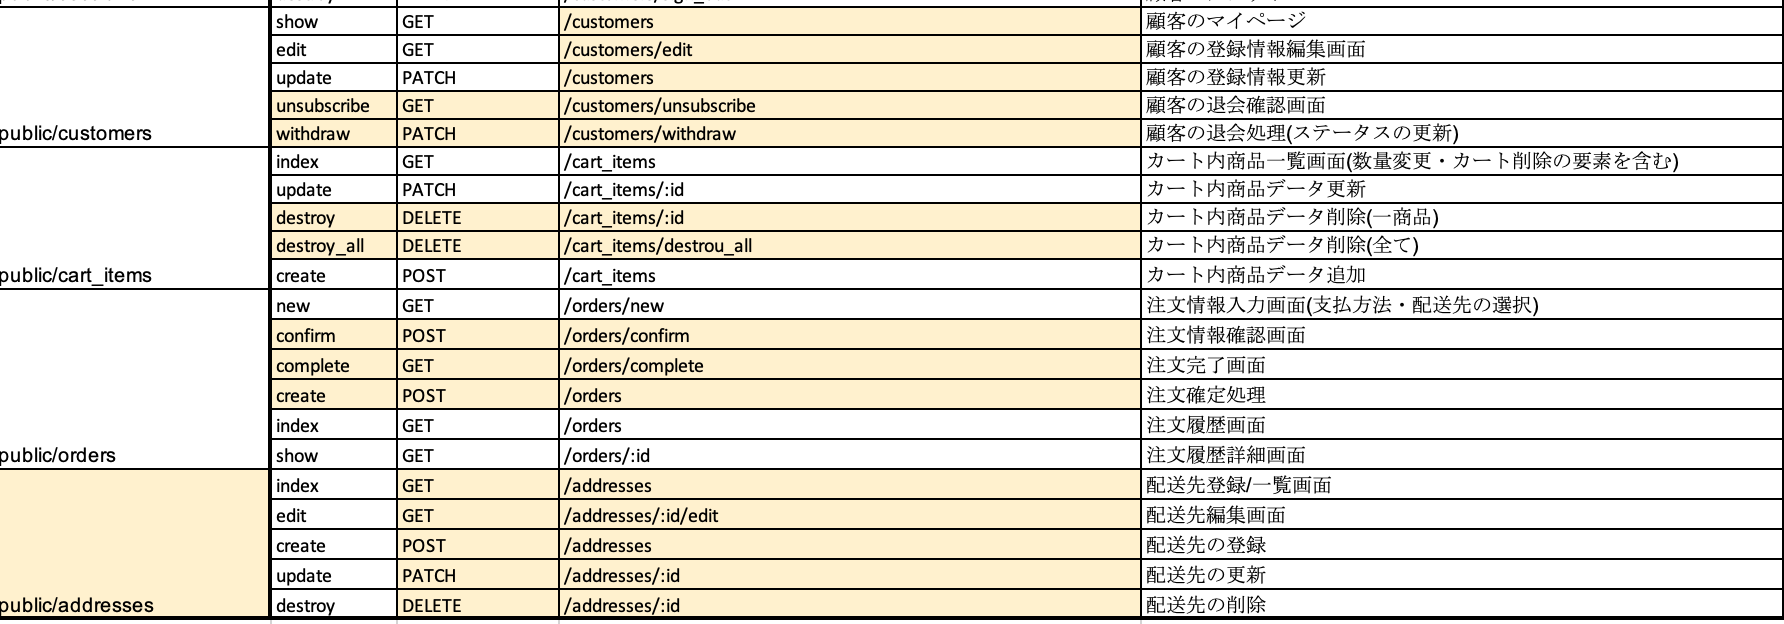 show GET /customers 顧客のマイページ
edit GET /customers/edit 顧客の登録情報編集画面
update PATCH /customers 顧客の登録情報更新
unsubscribe GET /customers/unsubscribe 顧客の退会確認画面
public/customers withdraw PATCH /customers/withdraw 顧客の退会処理(ステータスの更新)
index GET /cart_items カート内商品一覧画面(数量変更・カート削除の要素を含む)
update PATCH /cart_items/:id カート内商品データ更新
destroy DELETE /cart_items/:id カート内商品データ削除(一商品)
destroy_all DELETE /cart_items/destrou_all カート内商品データ削除(全て)
public/cart_items create POST /cart_items カート内商品データ追加
new GET /orders/new 注文情報入力画面(支払方法・配送先の選択)
confirm POST /orders/confirm 注文情報確認画面
complete GET /orders/complete 注文完了画面
create POST /orders 注文確定処理
index GET /orders 注文履歴画面
public/orders show GET /orders/:id 注文履歴詳細画面
index GET /addresses 配送先登録/一覧画面
edit GET /addresses/:id/edit 配送先編集画面
create POST /addresses 配送先の登録
update PATCH /addresses/:id 配送先の更新
public/addresses destroy DELETE /addresses/:id 配送先の削除